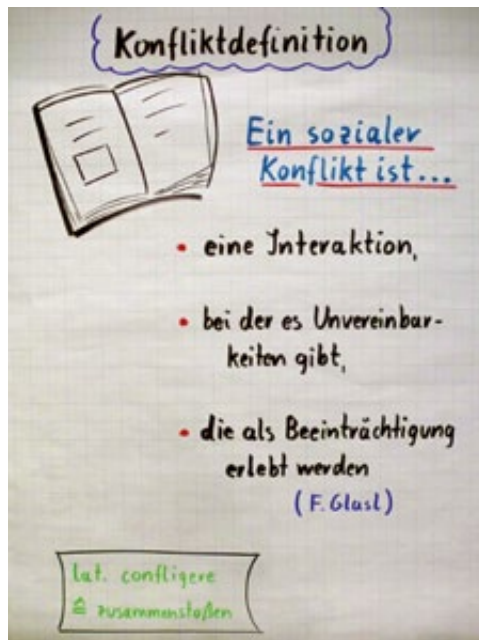 Konfliktdefinition
Ein sozialer
Konflikt ist...
• eine Interaktion,
• bei der es Unvereinbar-
keiten gibt,
• die als Beeinträchtigung
erlebt werden
(F. Glasl)
lat. confligere
≙ zusammenstoßen